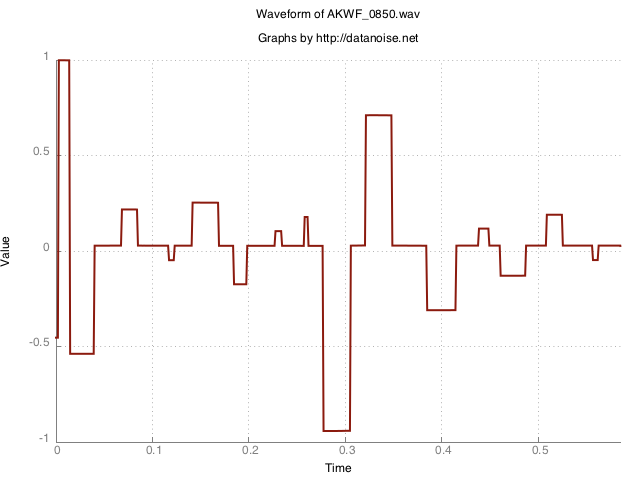 Waveform of AKWF_0850.wav
Graphs by http://datanoise.net
1
0.5
0
-0.5
-1
Value
0 0.1 0.2 0.3 0.4 0.5
Time